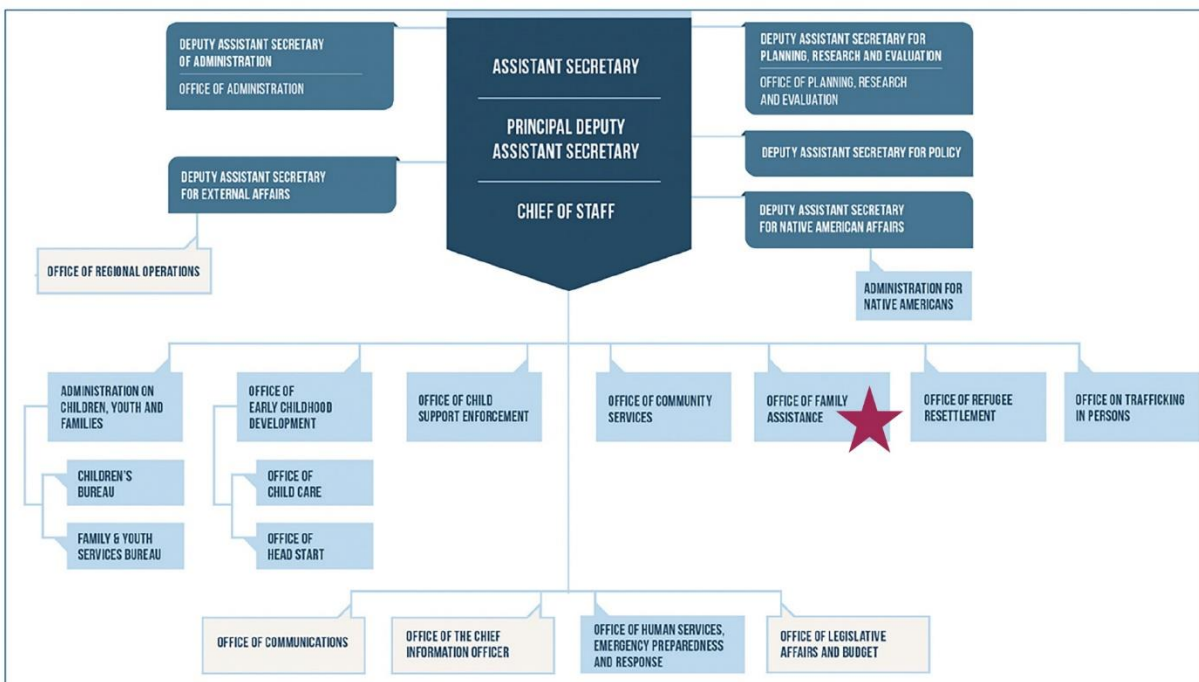 DEPUTY ASSISTANT SECRETARY
OF ADMINISTRATION
OFFICE OF ADMINISTRATION
DEPUTY ASSISTANT SECRETARY
FOR EXTERNAL AFFAIRS
OFFICE OF REGIONAL OPERATIONS
ASSISTANT SECRETARY
PRINCIPAL DEPUTY
ASSISTANT SECRETARY
CHIEF OF STAFF
DEPUTY ASSISTANT SECRETARY FOR
PLANNING, RESEARCH AND EVALUATION
OFFICE OF PLANNING, RESEARCH
AND EVALUATION
DEPUTY ASSISTANT SECRETARY FOR POLICY
DEPUTY ASSISTANT SECRETARY
FOR NATIVE AMERICAN AFFAIRS
ADMINISTRATION FOR
NATIVE AMERICANS
ADMINISTRATION ON
CHILDREN, YOUTH AND
FAMILIES
CHILDREN'S
BUREAU
FAMILY & YOUTH
SERVICES BUREAU
OFFICE OF
EARLY CHILDHOOD
DEVELOPMENT
OFFICE OF
CHILD CARE
OFFICE OF
HEAD START
OFFICE OF CHILD
SUPPORT ENFORCEMENT
OFFICE OF COMMUNITY
SERVICES
OFFICE OF FAMILY
ASSISTANCE
OFFICE OF REFUGEE
RESETTLEMENT
OFFICE ON TRAFFICKING
IN PERSONS
OFFICE OF COMMUNICATIONS
OFFICE OF THE CHIEF
INFORMATION OFFICER
OFFICE OF HUMAN SERVICES,
EMERGENCY PREPAREDNESS
AND RESPONSE
OFFICE OF LEGISLATIVE
AFFAIRS AND BUDGET